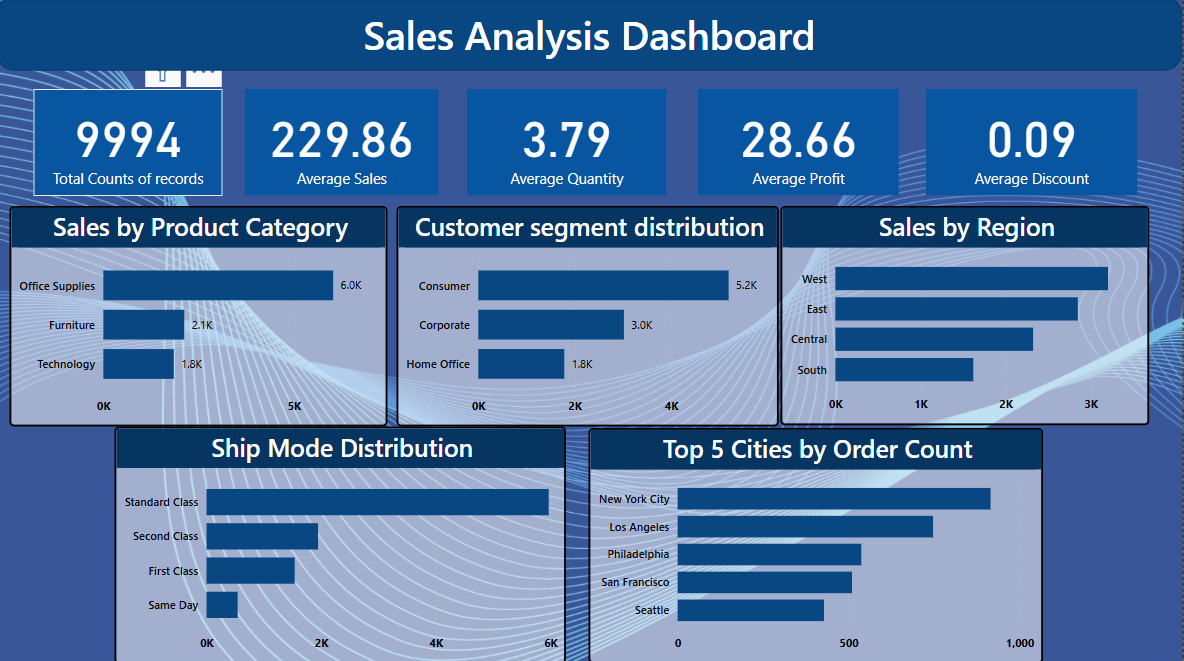 Sales Analysis Dashboard
9994
Total Counts of records
229.86
Average Sales
3.79
Average Quantity
28.66
Average Profit
0.09
Average Discount
Sales by Product Category
Office Supplies 6.0K
Furniture 2.1K
Technology 1.8K
0K 5K
Customer segment distribution
Consumer 5.2K
Corporate 3.0K
Home Office 1.8K
0K 2K 4K
Sales by Region
West
East
Central
South
0K 1K 2K 3K
Ship Mode Distribution
Standard Class
Second Class
First Class
Same Day
0K 2K 4K 6K
Top 5 Cities by Order Count
New York City
Los Angeles
Philadelphia
San Francisco
Seattle
0 500 1,000